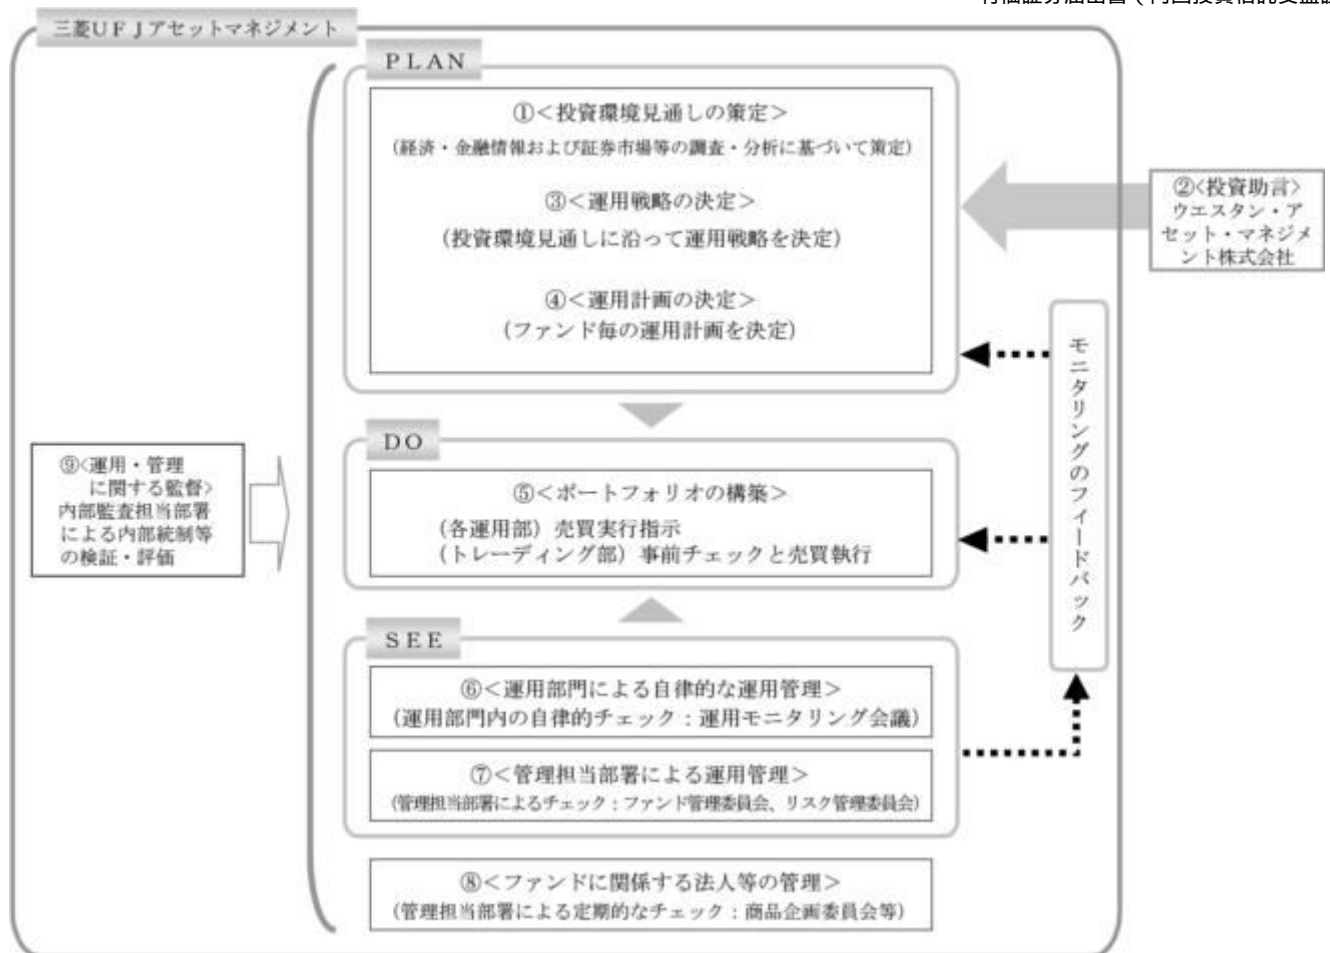 三菱UFJアセットマネジメント
PLAN
①<投資環境見通しの策定>
(経済・金融情報および証券市場等の調査・分析に基づいて策定)
③<運用戦略の決定>
(投資環境見通しに沿って運用戦略を決定)
④<運用計画の決定>
(ファンド毎の運用計画を決定)
②<投資助言>
ウエスタン・ア
セット・マネジメ
ント株式会社
モニタリングのフィードバック
DO
⑤<ポートフォリオの構築>
(各運用部)売買実行指示
(トレーディング部)事前チェックと売買執行
⑨<運用・管理
に関する監督>
内部監査担当部署
による内部統制等
の検証・評価
SEE
⑥<運用部門による自律的な運用管理>
(運用部門内の自律的チェック:運用モニタリング会議)
⑦<管理担当部署による運用管理>
(管理担当部署によるチェック:ファンド管理委員会、リスク管理委員会)
⑧<ファンドに関係する法人等の管理>
(管理担当部署による定期的なチェック:商品企画委員会等)